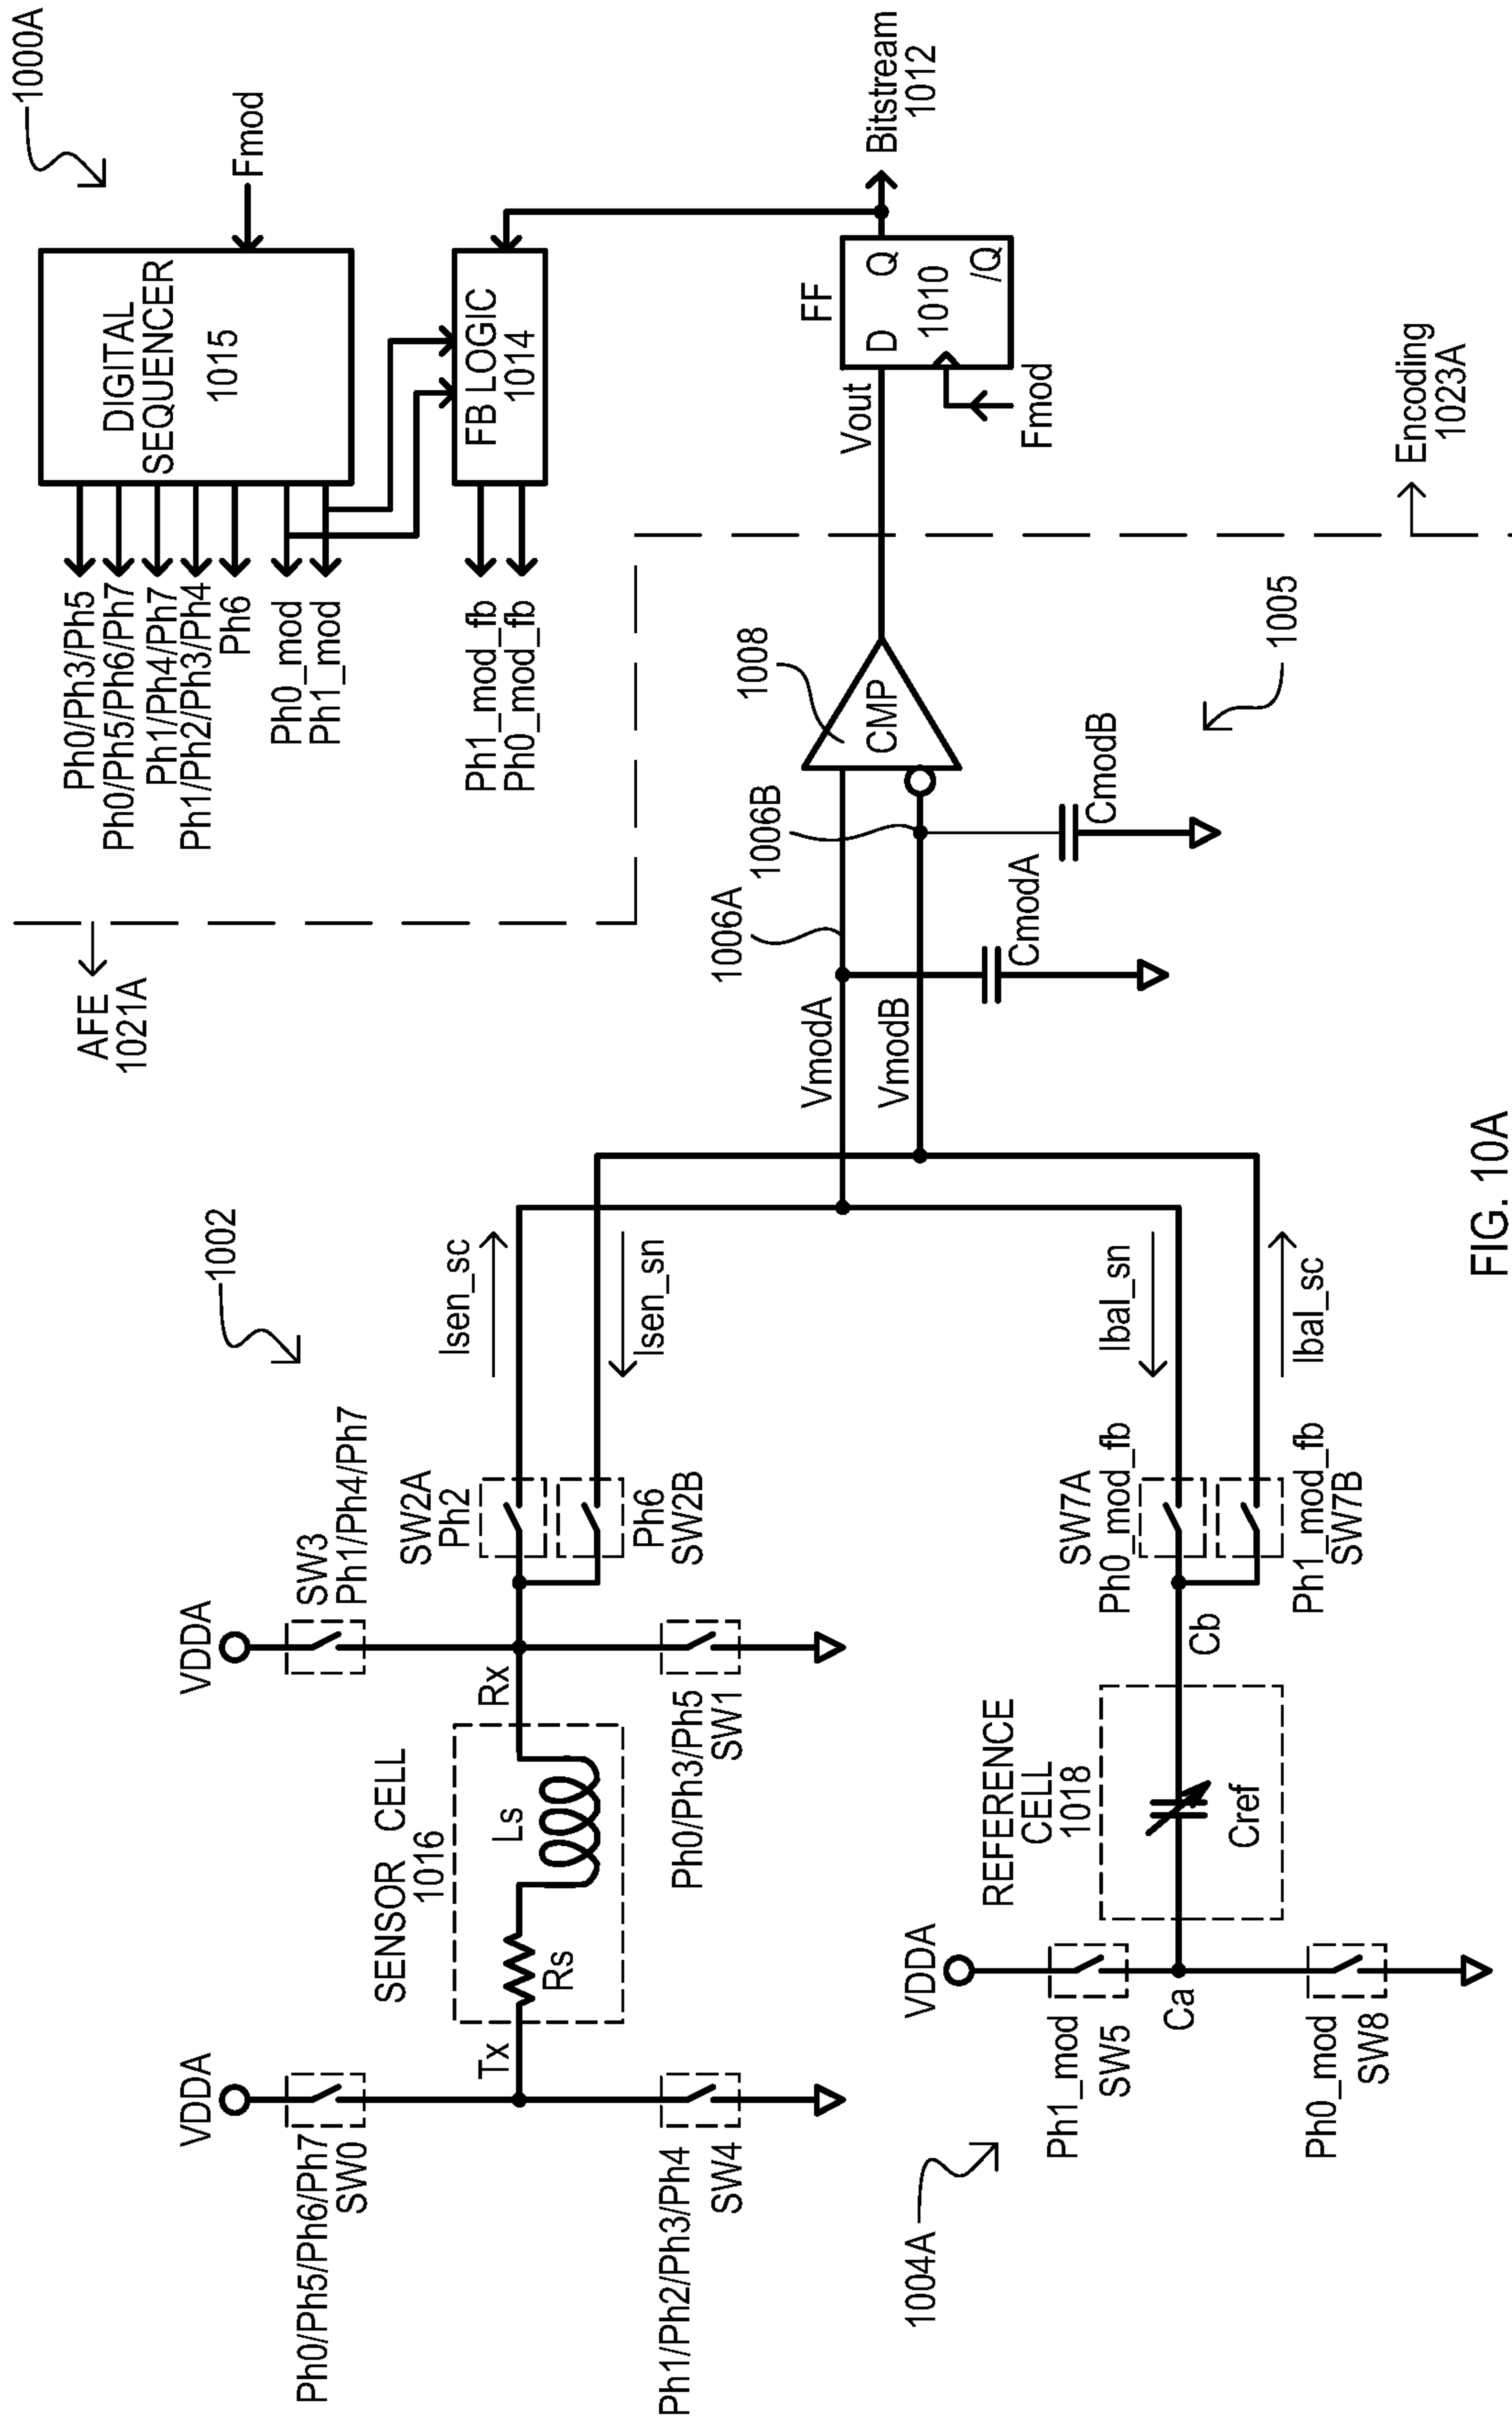 1000A
DIGITAL
SEQUENCER
1015
Fmod
Ph0/Ph3/Ph5
Ph0/Ph5/Ph6/Ph7
Ph1/Ph4/Ph7
Ph1/Ph2/Ph3/Ph4
Ph6
Ph0_mod
Ph1_mod
FB LOGIC
1014
Ph1_mod_fb
Ph0_mod_fb
AFE
1021A
Encoding
1023A
Bitstream
1012
FF
D
Q
1010
/Q
Fmod
Vout
CMP
1008
1006A
1006B
1005
VmodA
VmodB
CmodA
CmodB
1002
Isen_sc
Isen_sn
VDDA
SW3
Ph1/Ph4/Ph7
SW2A
Ph2
Ph6
SW2B
Rx
Ph0/Ph3/Ph5
SW1
SENSOR CELL
1016
Ls
Rs
Tx
VDDA
Ph0/Ph5/Ph6/Ph7
SW0
Ph1/Ph2/Ph3/Ph4
SW4
Ibal_sn
Ibal_sc
SW7A
Ph0_mod_fb
Ph1_mod_fb
SW7B
Cb
REFERENCE
CELL
1018
Cref
VDDA
Ph1_mod
SW5
Ca
Ph0_mod
SW8
1004A
FIG. 10A